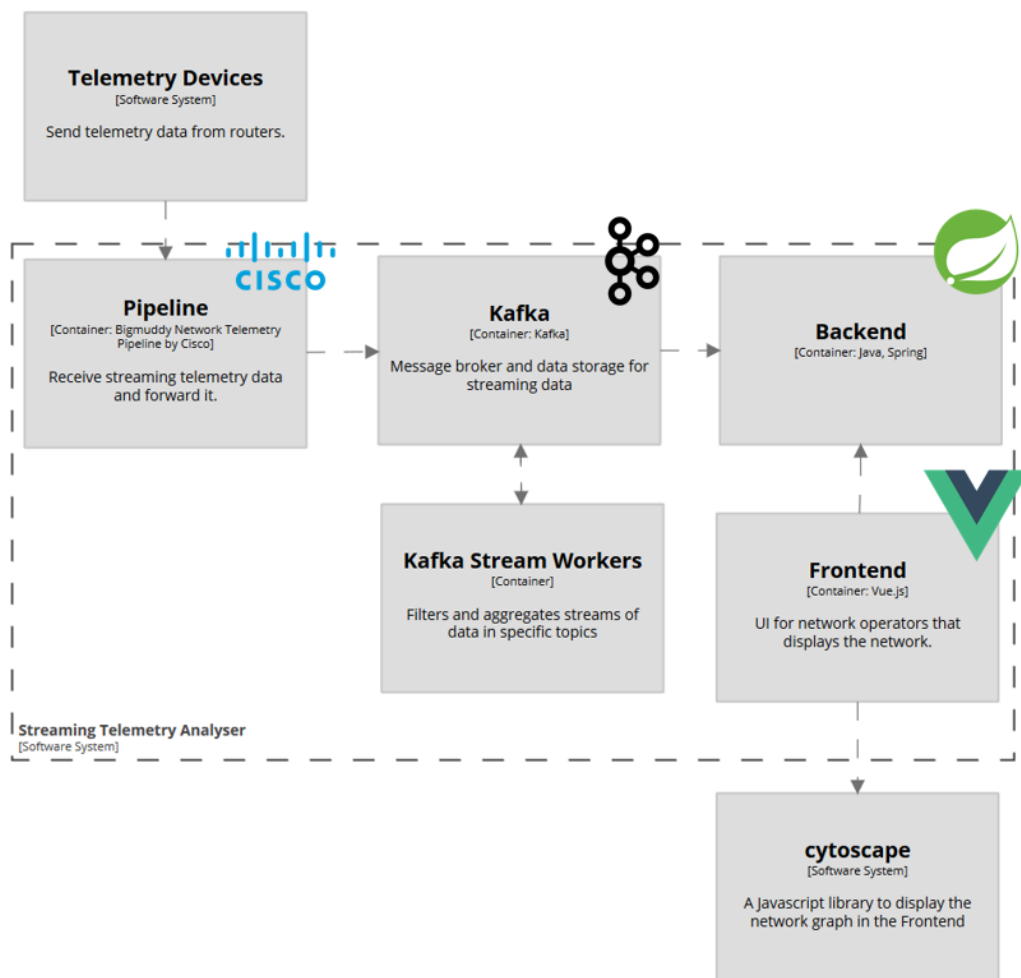 Telemetry Devices
[Software System]
Send telemetry data from routers.
CISCO
Pipeline
[Container: Bigmuddy Network Telemetry
Pipeline by Cisco]
Receive streaming telemetry data
and forward it.
Kafka
[Container: Kafka]
Message broker and data storage for
streaming data
Backend
[Container: Java, Spring]
Kafka Stream Workers
[Container]
Filters and aggregates streams of
data in specific topics
Frontend
[Container: Vue.js]
UI for network operators that
displays the network.
Streaming Telemetry Analyser
[Software System]
cytoscape
[Software System]
A Javascript library to display the
network graph in the Frontend